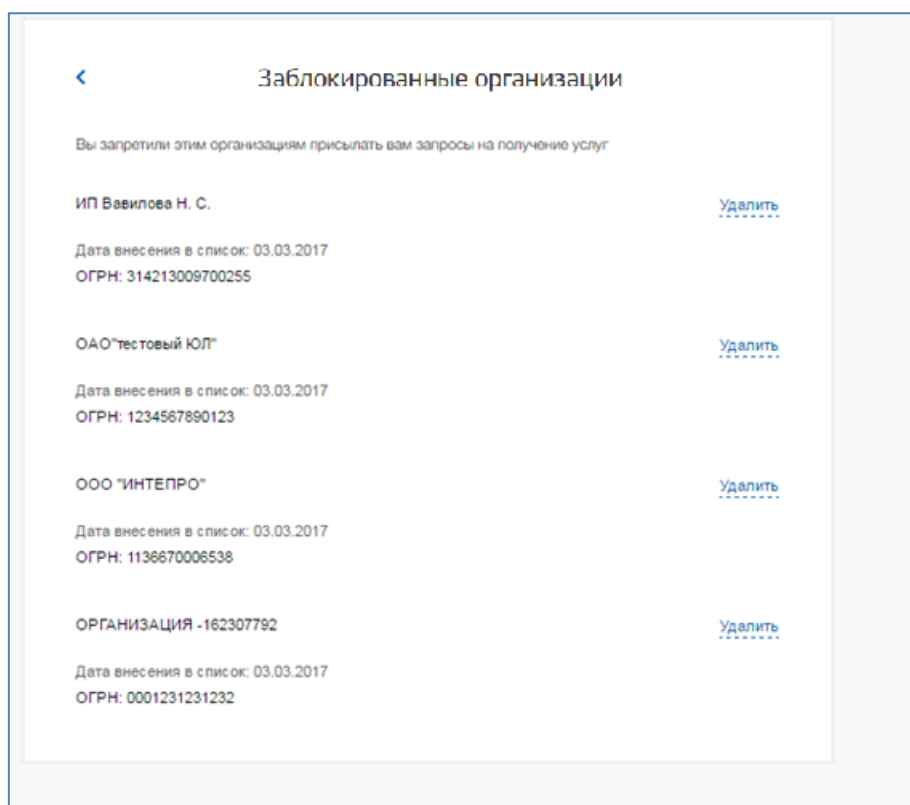 Заблокированные организации
Вы запретили этим организациям присылать вам запросы на получение услуг
ИП Вавилова Н. С.
Удалить
Дата внесения в список: 03.03.2017
ОГРН: 314213009700255
ОАО"тестовый ЮЛ"
Удалить
Дата внесения в список: 03.03.2017
ОГРН: 1234567890123
ООО "ИНТЕПРО"
Удалить
Дата внесения в список: 03.03.2017
ОГРН: 1136670006538
ОРГАНИЗАЦИЯ -162307792
Удалить
Дата внесения в список: 03.03.2017
ОГРН: 0001231231232